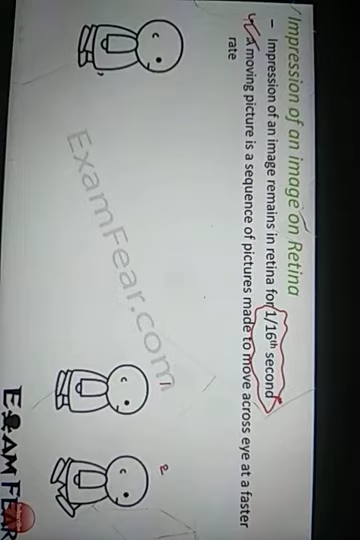 Impression of an image on Retina
– Impression of an image remains in retina for 1/16th second
A moving picture is a sequence of pictures made to move across eye at a faster
rate
ExamFear.com
1
2
EXAM FEAR